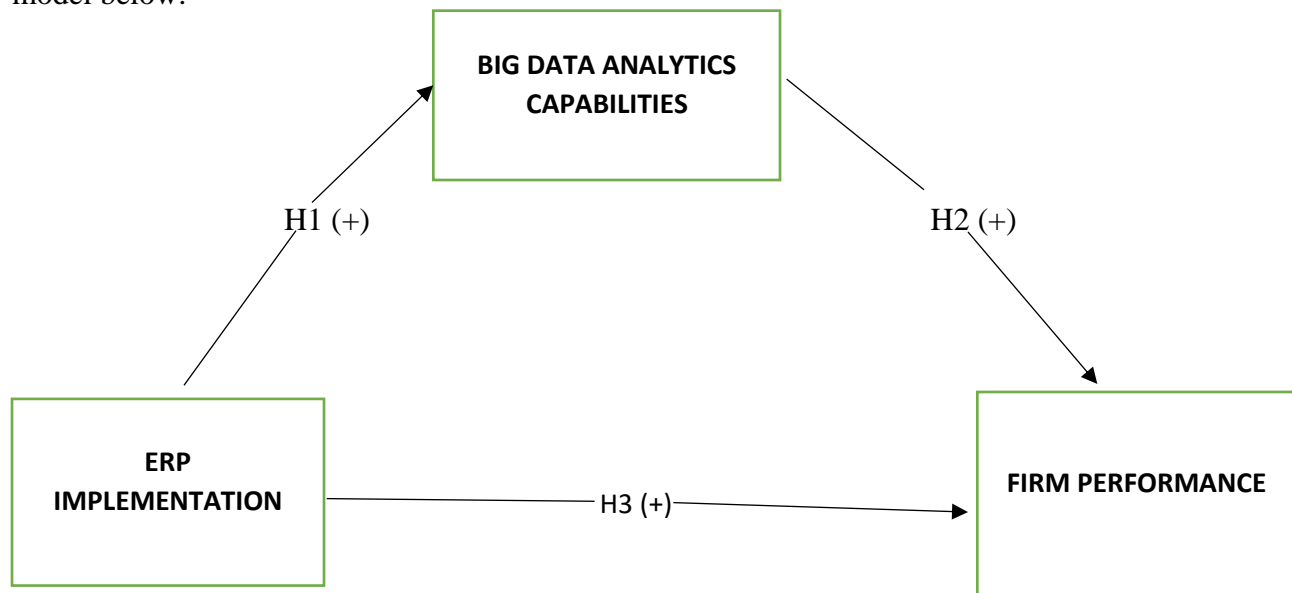 model below:
BIG DATA ANALYTICS
CAPABILITIES
H1 (+)
H2 (+)
ERP
IMPLEMENTATION
H3 (+)
FIRM PERFORMANCE